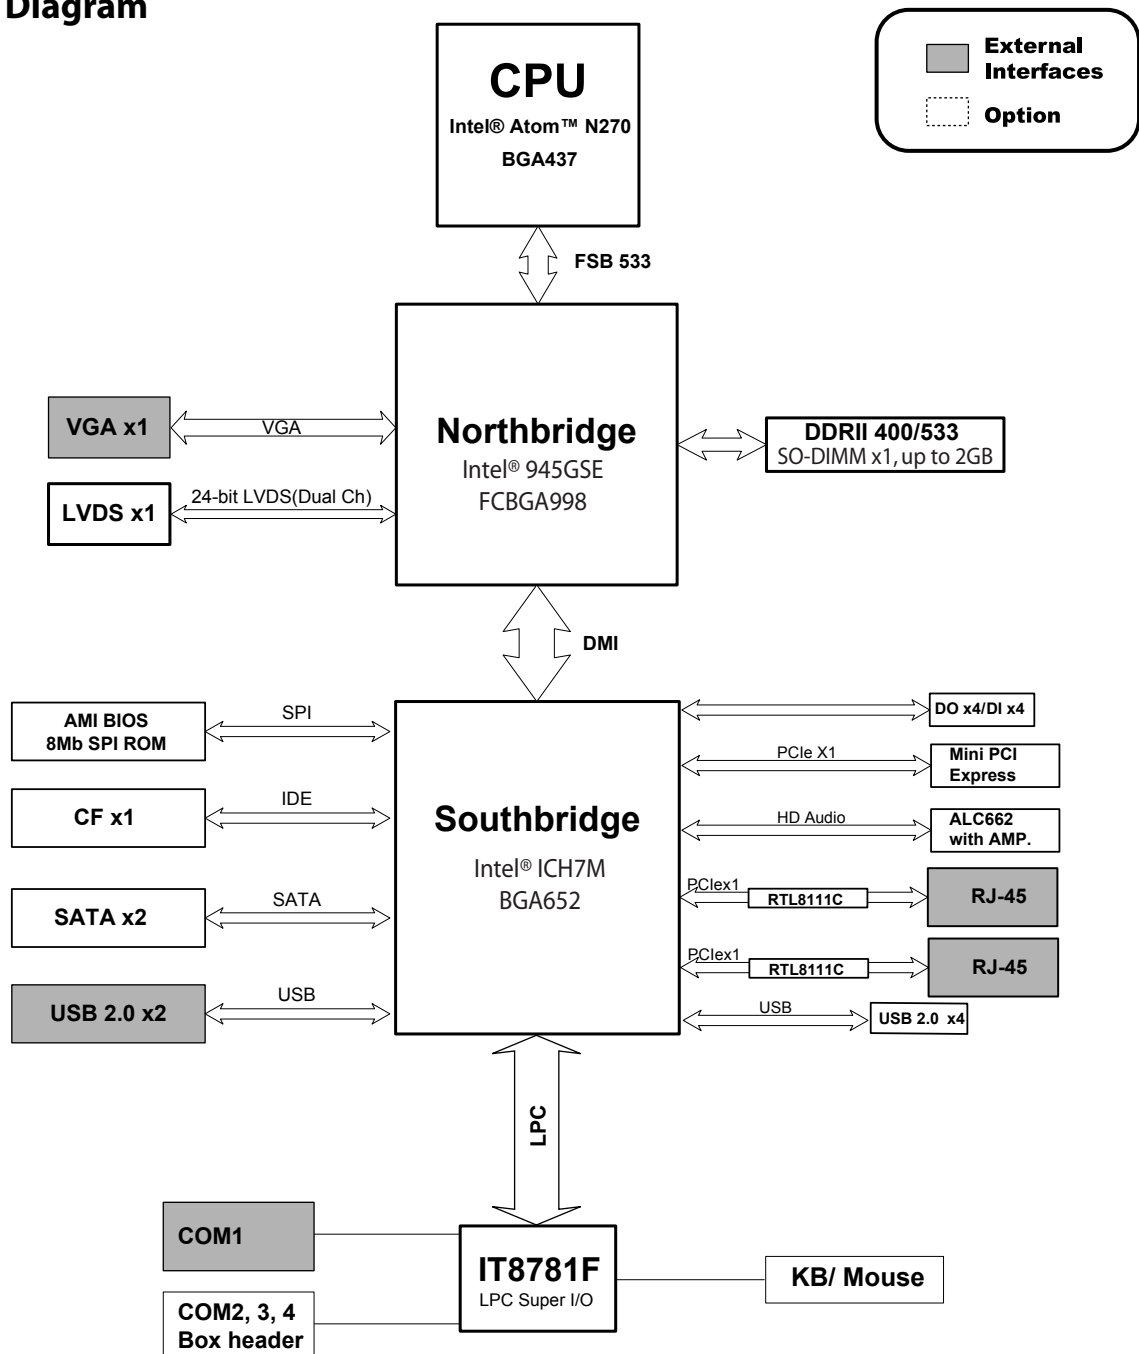 Diagram
External
Interfaces
Option
CPU
Intel® Atom™ N270
BGA437
FSB 533
VGA x1
VGA
Northbridge
Intel® 945GSE
FCBGA998
DDRII 400/533
SO-DIMM x1, up to 2GB
LVDS x1
24-bit LVDS(Dual Ch)
DMI
AMI BIOS
8Mb SPI ROM
SPI
CF x1
IDE
SATA x2
SATA
USB 2.0 x2
USB
Southbridge
Intel® ICH7M
BGA652
DO x4/DI x4
PCIe X1
Mini PCI
Express
HD Audio
ALC662
with AMP.
PCIex1
RTL8111C
RJ-45
PCIex1
RTL8111C
RJ-45
USB
USB 2.0 x4
LPC
COM1
COM2, 3, 4
Box header
IT8781F
LPC Super I/O
KB/ Mouse